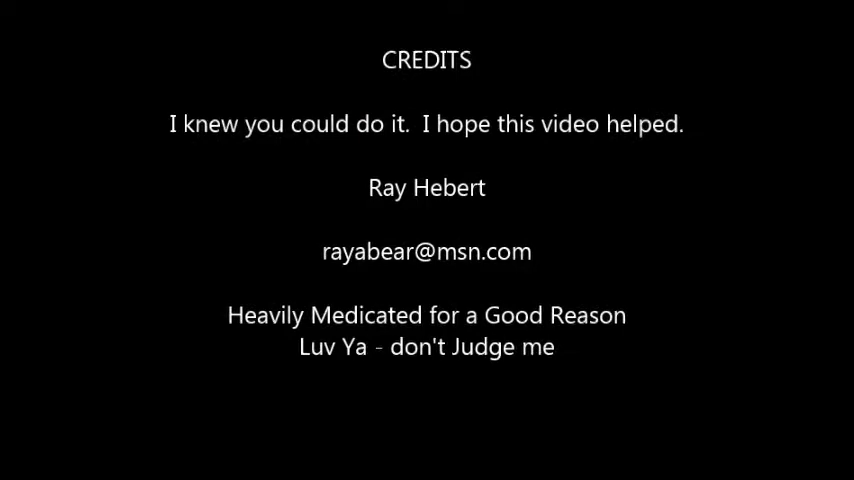 CREDITS
I knew you could do it.  I hope this video helped.
Ray Hebert
rayabear@msn.com
Heavily Medicated for a Good Reason
Luv Ya - don't Judge me